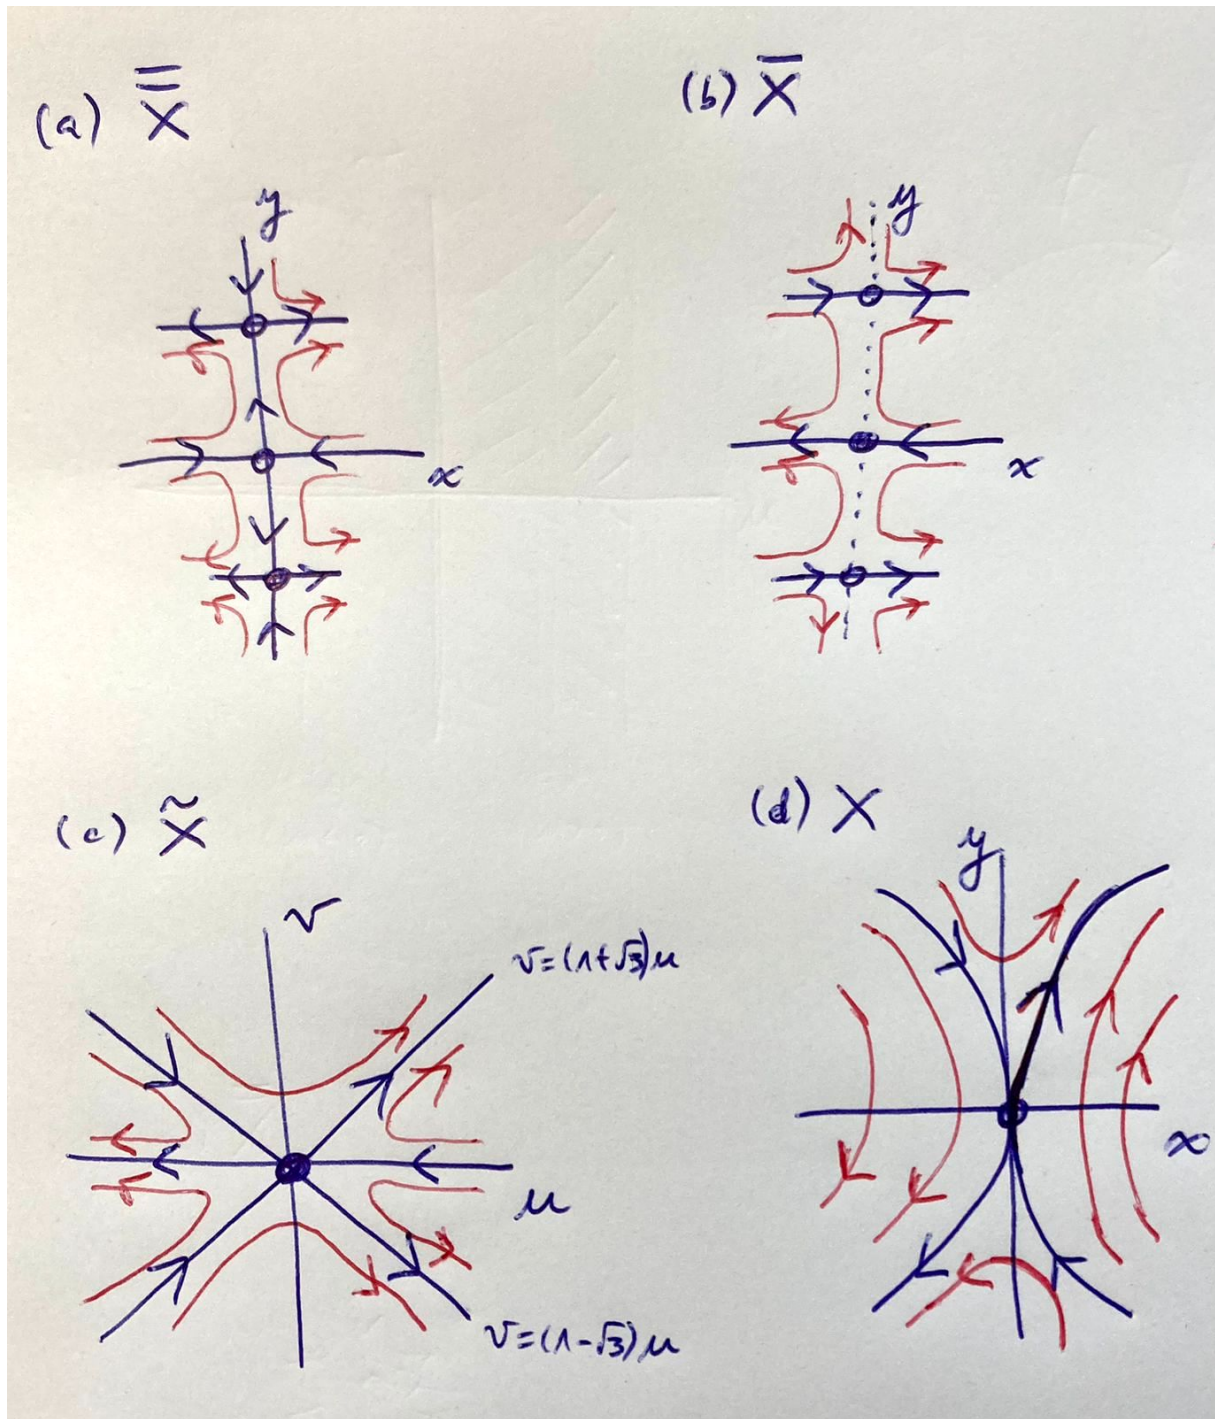 (a) X̿
(b) X̅
y
y
x
x
(c) X̃
(d) X
v
y
v=(1+√3)u
x
u
v=(1-√3)u